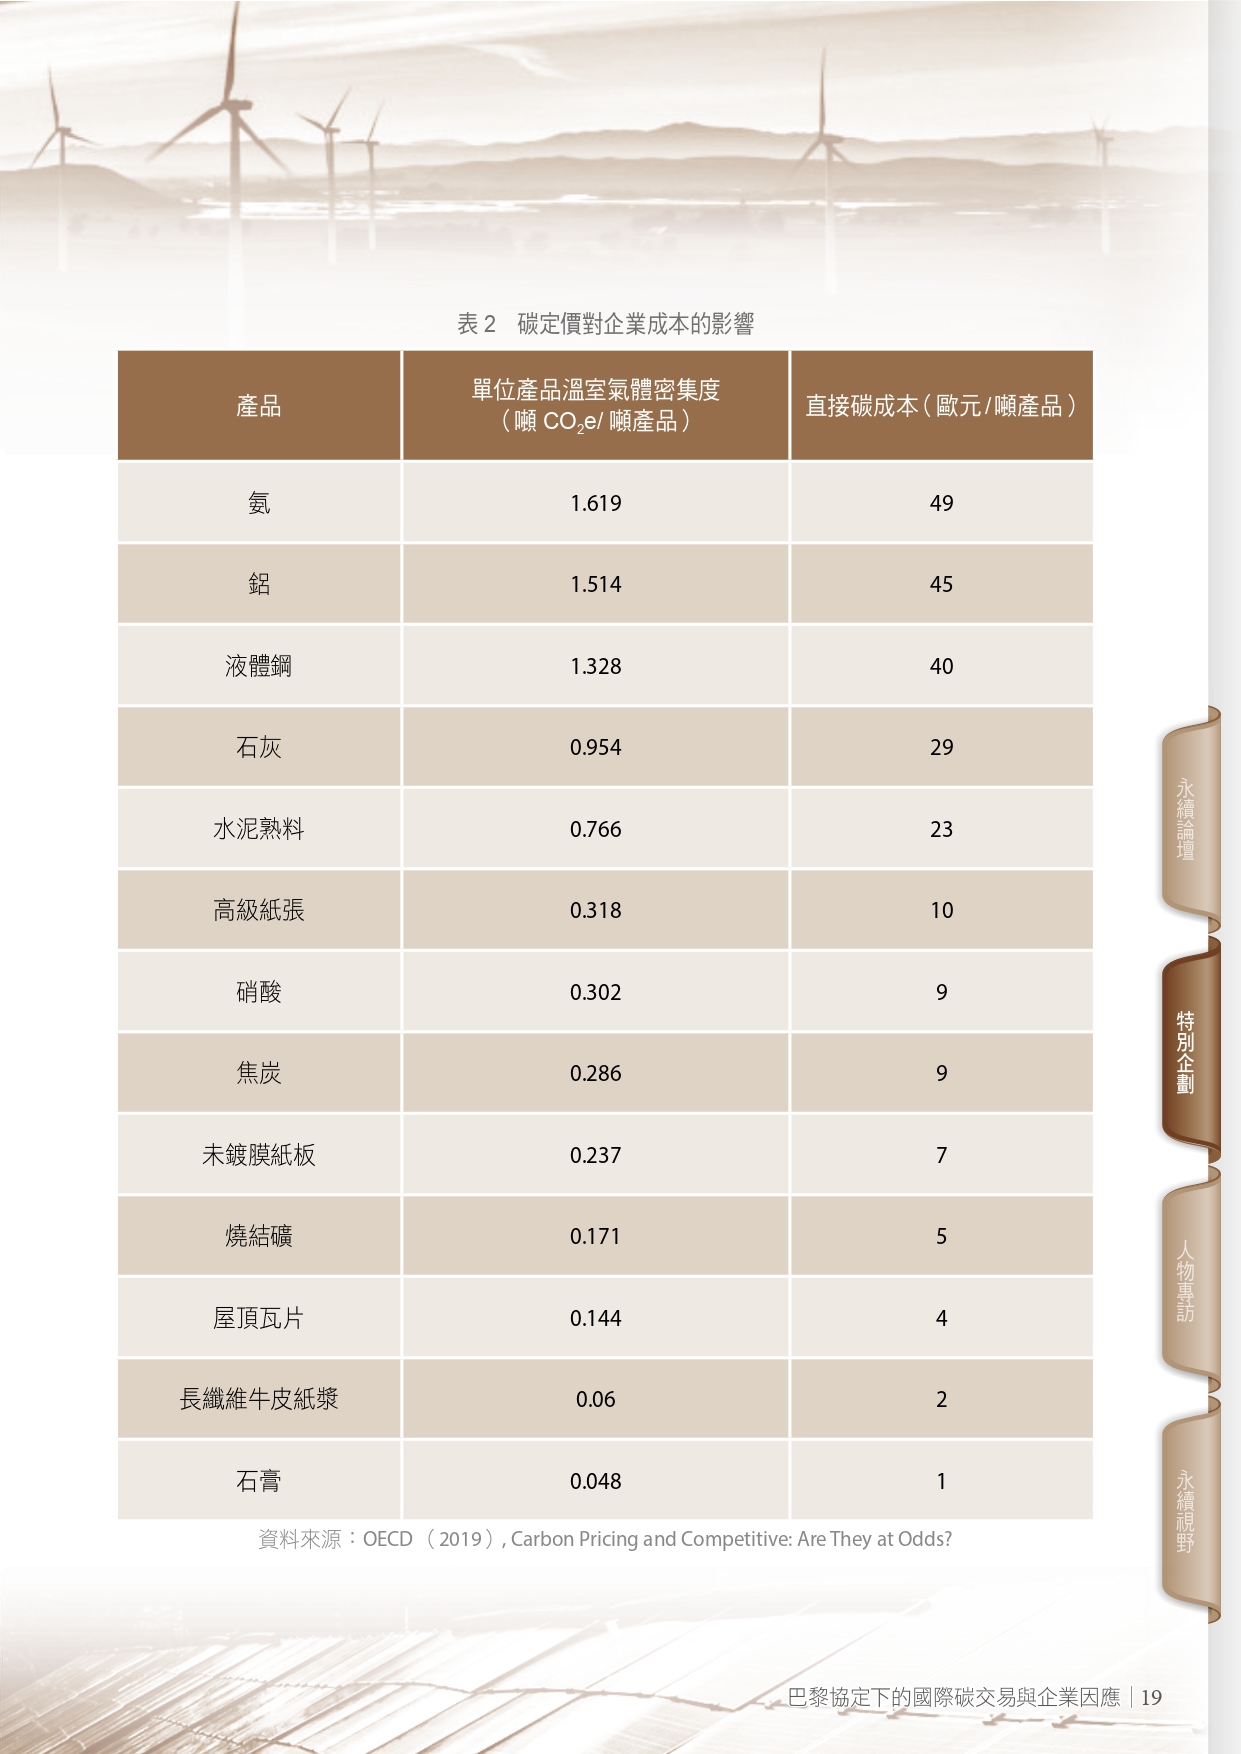 表 2　碳定價對企業成本的影響
產品
單位產品溫室氣體密集度
（噸 CO₂e/ 噸產品）
直接碳成本（歐元/噸產品）
氨 1.619 49
鋁 1.514 45
液體鋼 1.328 40
石灰 0.954 29
水泥熟料 0.766 23
高級紙張 0.318 10
硝酸 0.302 9
焦炭 0.286 9
未鍍膜紙板 0.237 7
燒結礦 0.171 5
屋頂瓦片 0.144 4
長纖維牛皮紙漿 0.06 2
石膏 0.048 1
資料來源：OECD（2019）, Carbon Pricing and Competitive: Are They at Odds?
永續論壇
特別企劃
人物專訪
永續視野
巴黎協定下的國際碳交易與企業因應｜19